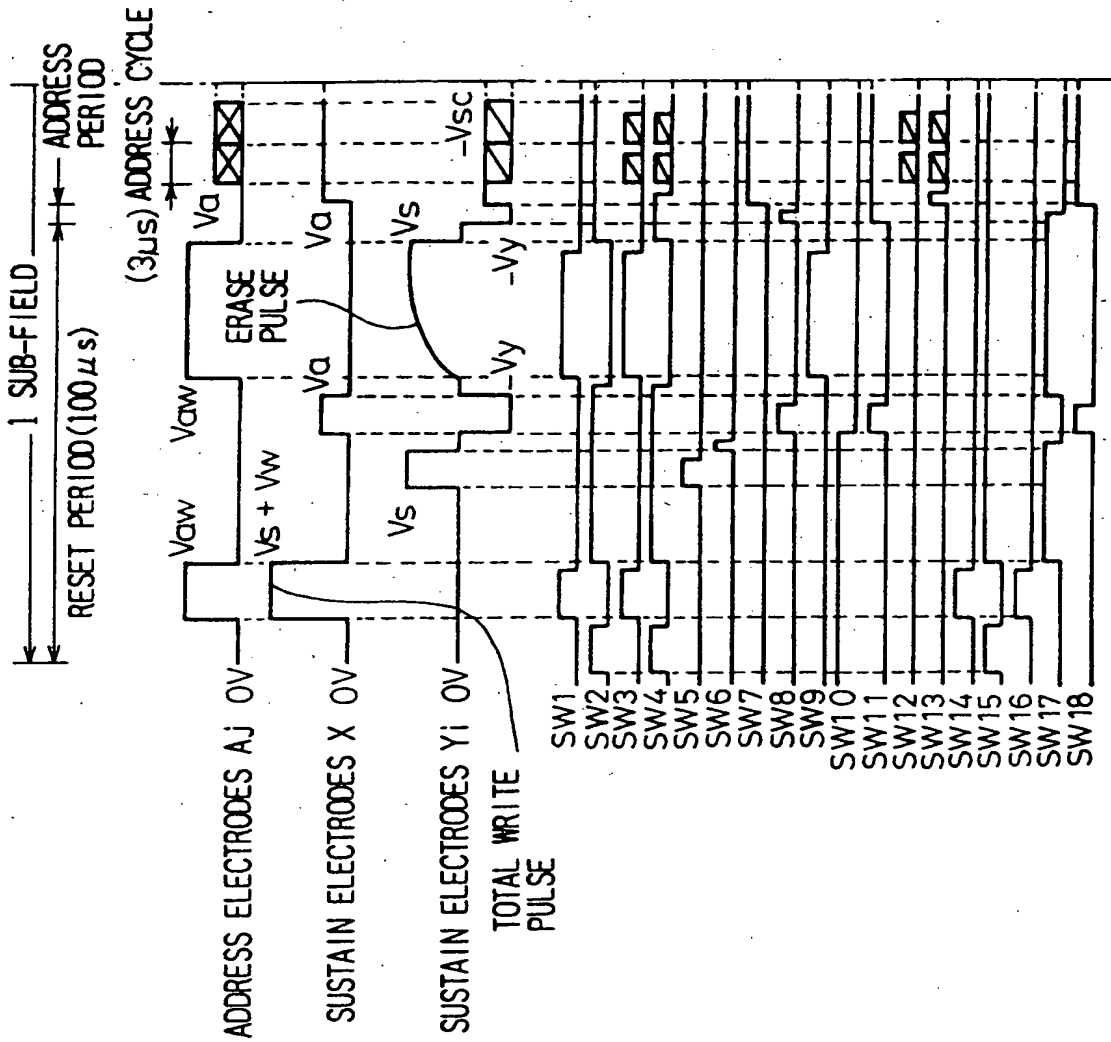 1 SUB-FIELD
RESET PERIOD(100μs)
ADDRESS
PERIOD
(3μs) ADDRESS CYCLE
ADDRESS ELECTRODES Aj 0V
Vaw
Vaw
Va
SUSTAIN ELECTRODES X 0V
Vs + Vw
Va
Va
ERASE
PULSE
SUSTAIN ELECTRODES Yi 0V
Vs
-Vy
-Vy
Vs
-Vsc
TOTAL WRITE
PULSE
SW1
SW2
SW3
SW4
SW5
SW6
SW7
SW8
SW9
SW10
SW11
SW12
SW13
SW14
SW15
SW16
SW17
SW18